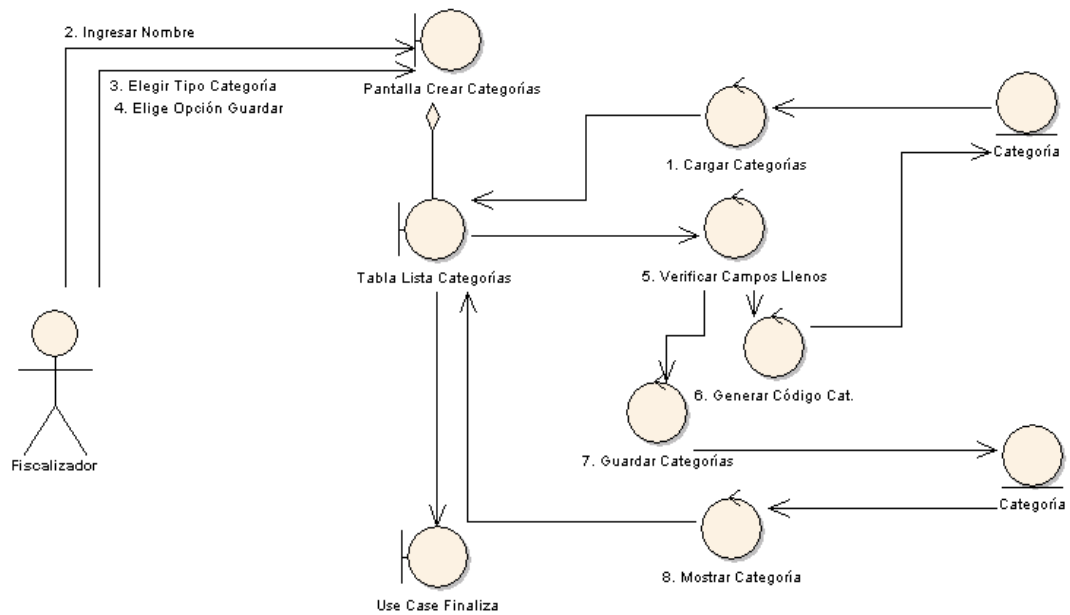 2. Ingresar Nombre
3. Elegir Tipo Categoría
4. Elige Opción Guardar
Pantalla Crear Categorías
1. Cargar Categorías
Categoría
Tabla Lista Categorías
5. Verificar Campos Llenos
6. Generar Código Cat.
7. Guardar Categorías
Fiscalizador
Categoría
8. Mostrar Categoría
Use Case Finaliza